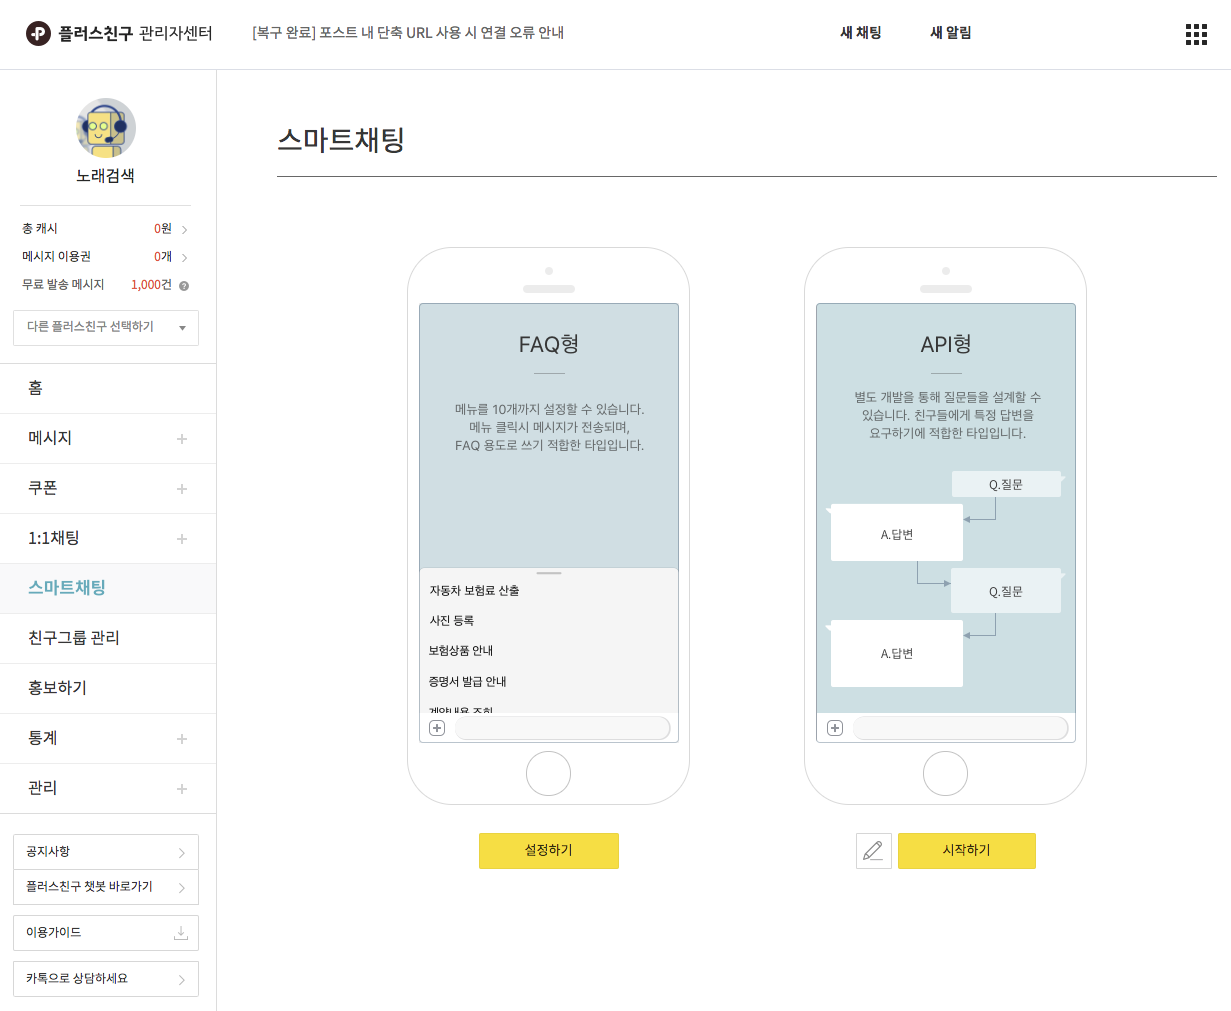 플러스친구 관리자센터
[복구 완료] 포스트 내 단축 URL 사용 시 연결 오류 안내
새 채팅
새 알림
노래검색
총 캐시 0원
메시지 이용권 0개
무료 발송 메시지 1,000건
다른 플러스친구 선택하기
홈
메시지
쿠폰
1:1채팅
스마트채팅
친구그룹 관리
홍보하기
통계
관리
공지사항
플러스친구 챗봇 바로가기
이용가이드
카톡으로 상담하세요
스마트채팅
FAQ형
메뉴를 10개까지 설정할 수 있습니다.
메뉴 클릭시 메시지가 전송되며,
FAQ 용도로 쓰기 적합한 타입입니다.
자동차 보험료 산출
사진 등록
보험상품 안내
증명서 발급 안내
계약내용 조회
설정하기
API형
별도 개발을 통해 질문들을 설계할 수
있습니다. 친구들에게 특정 답변을
요구하기에 적합한 타입입니다.
Q.질문
A.답변
Q.질문
A.답변
시작하기